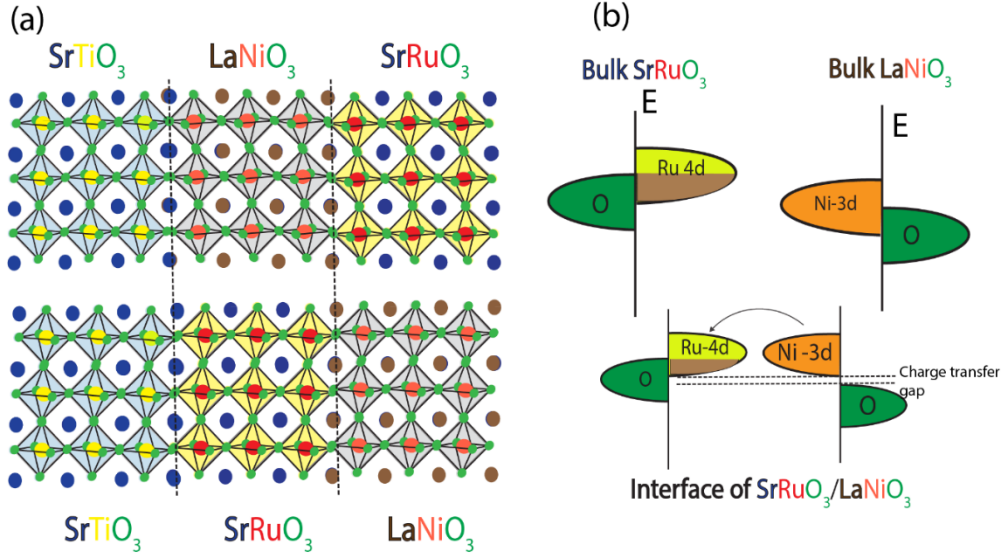 (a)
SrTiO3 LaNiO3 SrRuO3
SrTiO3 SrRuO3 LaNiO3
(b)
Bulk SrRuO3 Bulk LaNiO3
E E
Ru 4d
O
Ni-3d
O
Ru-4d
Ni -3d
O
O
Charge transfer
gap
Interface of SrRuO3/LaNiO3